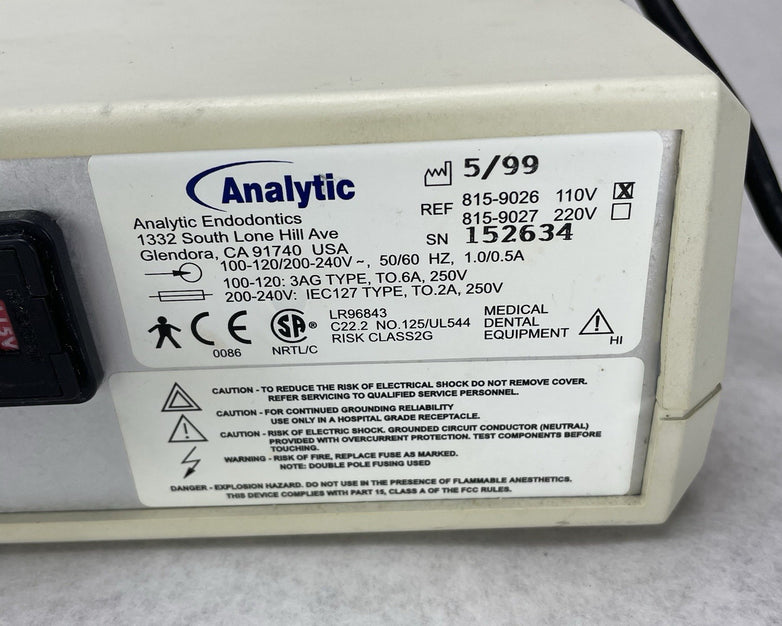 Analytic
5/99
Analytic Endodontics
1332 South Lone Hill Ave
Glendora, CA 91740 USA
REF 815-9026 110V X
815-9027 220V
SN 152634
100-120/200-240V ~, 50/60 HZ, 1.0/0.5A
100-120: 3AG TYPE, TO.6A, 250V
200-240V: IEC127 TYPE, TO.2A, 250V
CE
0086
SA ®
NRTL/C
LR96843
C22.2 NO.125/UL544
RISK CLASS2G
MEDICAL
DENTAL
EQUIPMENT
!
HI
CAUTION - TO REDUCE THE RISK OF ELECTRICAL SHOCK DO NOT REMOVE COVER.
REFER SERVICING TO QUALIFIED SERVICE PERSONNEL.
CAUTION - FOR CONTINUED GROUNDING RELIABILITY
USE ONLY IN A HOSPITAL GRADE RECEPTACLE.
CAUTION - RISK OF ELECTRIC SHOCK. GROUNDED CIRCUIT CONDUCTOR (NEUTRAL)
PROVIDED WITH OVERCURRENT PROTECTION. TEST COMPONENTS BEFORE
TOUCHING.
WARNING - RISK OF FIRE, REPLACE FUSE AS MARKED.
NOTE: DOUBLE POLE FUSING USED
DANGER - EXPLOSION HAZARD. DO NOT USE IN THE PRESENCE OF FLAMMABLE ANESTHETICS.
THIS DEVICE COMPLIES WITH PART 15, CLASS A OF THE FCC RULES.